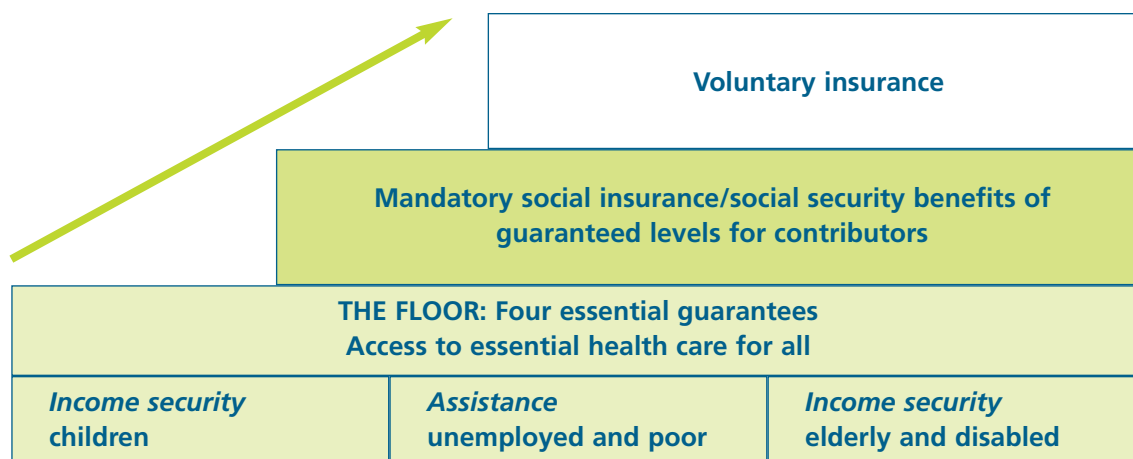 Voluntary insurance
Mandatory social insurance/social security benefits of
guaranteed levels for contributors
THE FLOOR: Four essential guarantees
Access to essential health care for all
Income security
children
Assistance
unemployed and poor
Income security
elderly and disabled